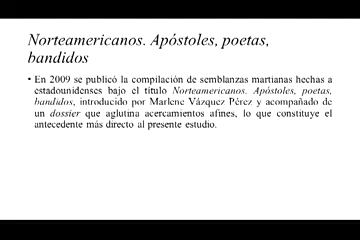 Norteamericanos. Apóstoles, poetas,
bandidos
• En 2009 se publicó la compilación de semblanzas martianas hechas a
estadounidenses bajo el título Norteamericanos. Apóstoles, poetas,
bandidos, introducido por Marlene Vázquez Pérez y acompañado de
un dossier que aglutina acercamientos afines, lo que constituye el
antecedente más directo al presente estudio.